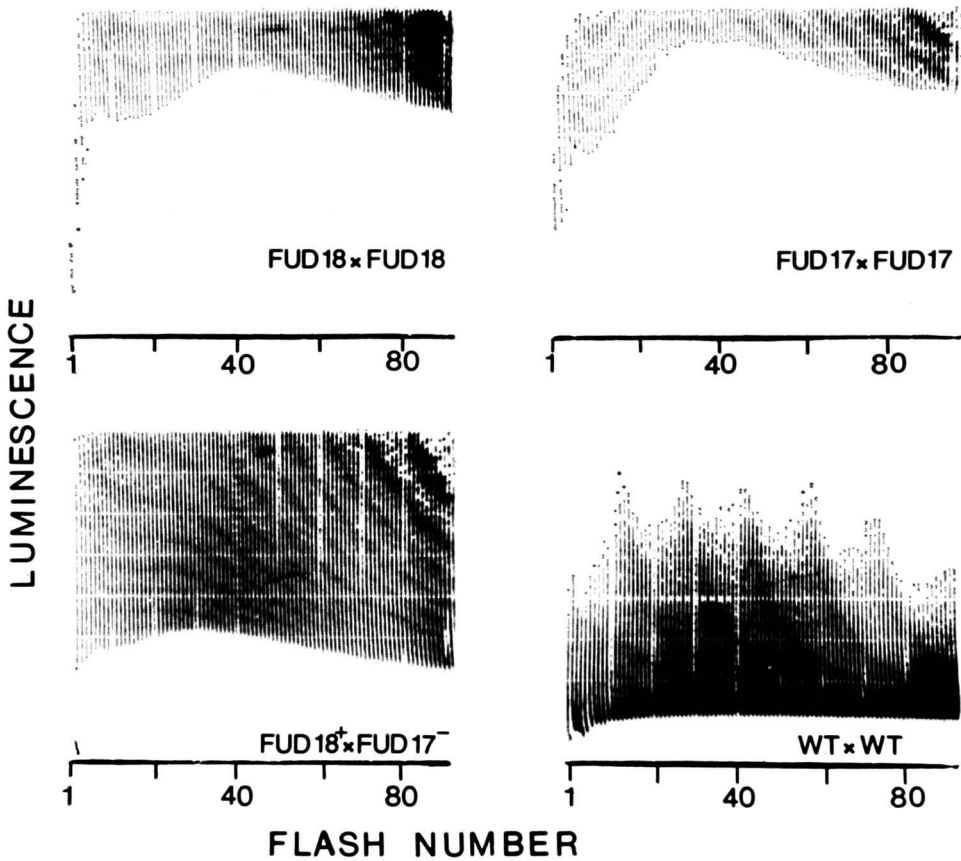 LUMINESCENCE
FUD18 × FUD18
1 40 80
FUD17 × FUD17
1 40 80
FUD18⁺× FUD17⁻
1 40 80
WT × WT
1 40 80
FLASH NUMBER